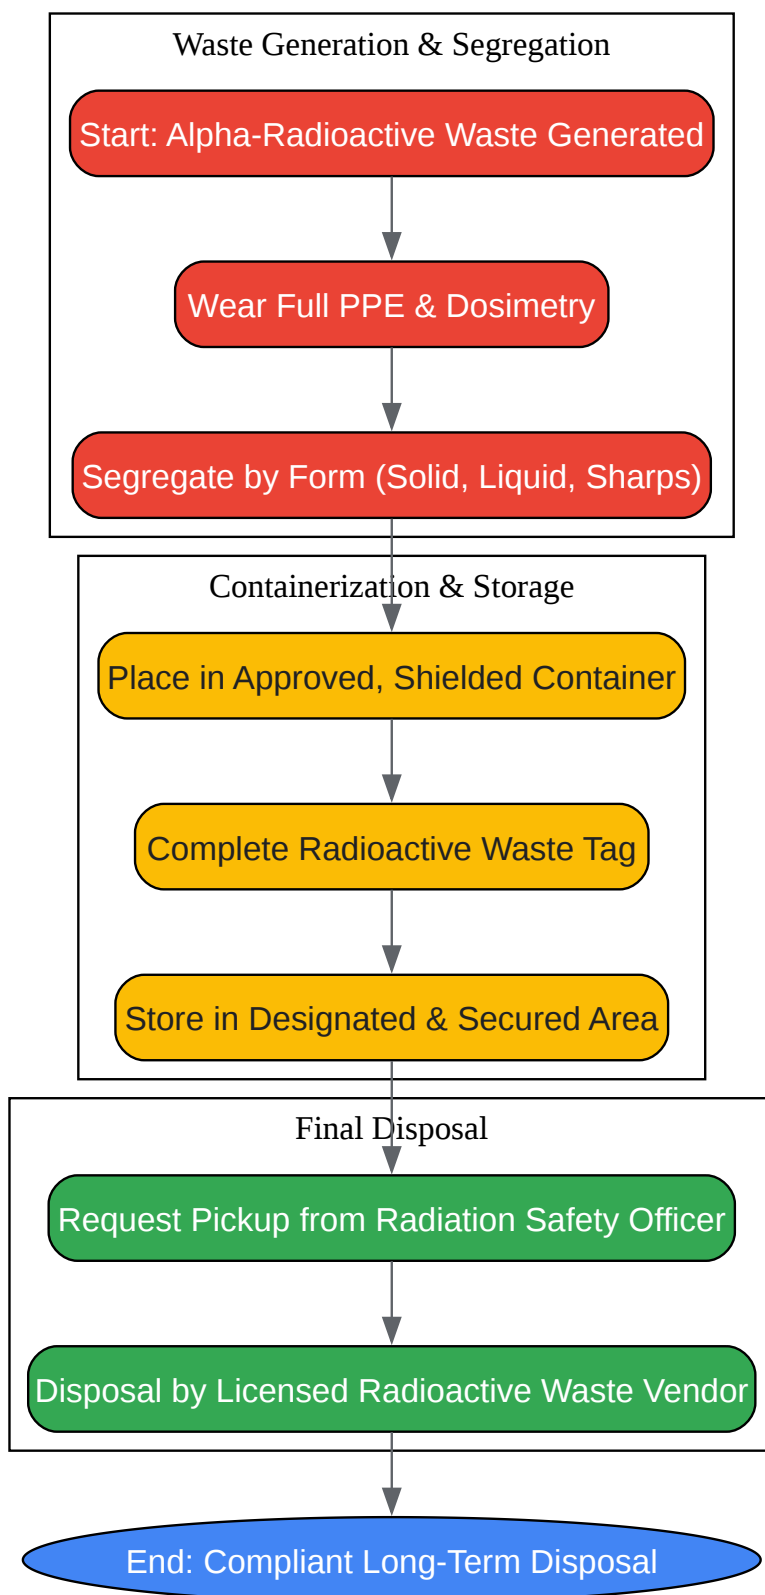 Waste Generation & Segregation
Start: Alpha-Radioactive Waste Generated
Wear Full PPE & Dosimetry
Segregate by Form (Solid, Liquid, Sharps)
Containerization & Storage
Place in Approved, Shielded Container
Complete Radioactive Waste Tag
Store in Designated & Secured Area
Final Disposal
Request Pickup from Radiation Safety Officer
Disposal by Licensed Radioactive Waste Vendor
End: Compliant Long-Term Disposal